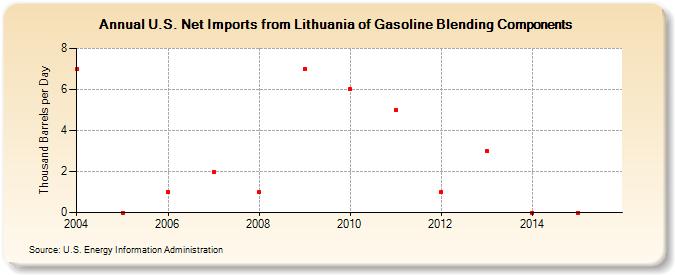 Annual U.S. Net Imports from Lithuania of Gasoline Blending Components
Thousand Barrels per Day
8
6
4
2
0
2004 2006 2008 2010 2012 2014
Source: U.S. Energy Information Administration